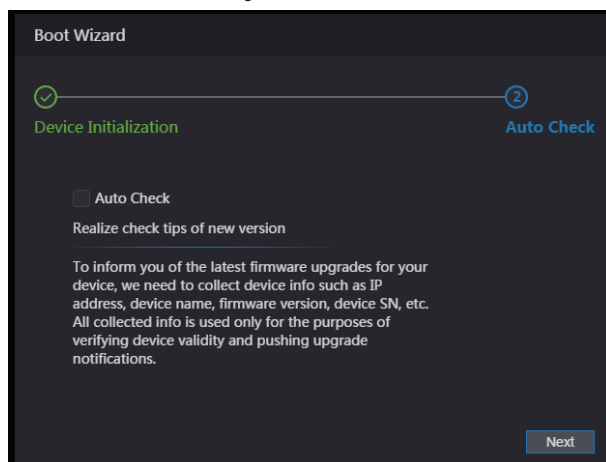 Boot Wizard
2
Device Initialization Auto Check
Auto Check
Realize check tips of new version
To inform you of the latest firmware upgrades for your
device, we need to collect device info such as IP
address, device name, firmware version, device SN, etc.
All collected info is used only for the purposes of
verifying device validity and pushing upgrade
notifications.
Next